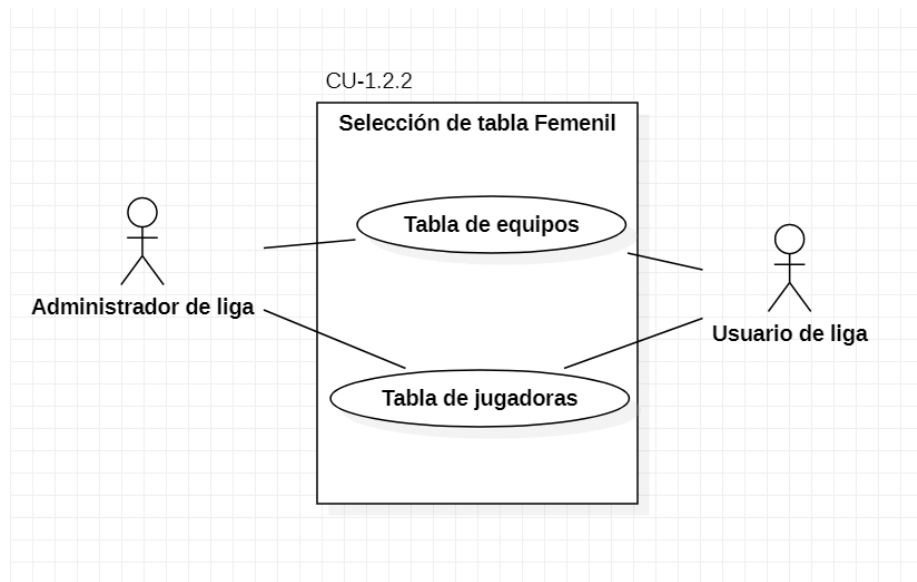 CU-1.2.2
Selección de tabla Femenil
Tabla de equipos
Administrador de liga
Usuario de liga
Tabla de jugadoras